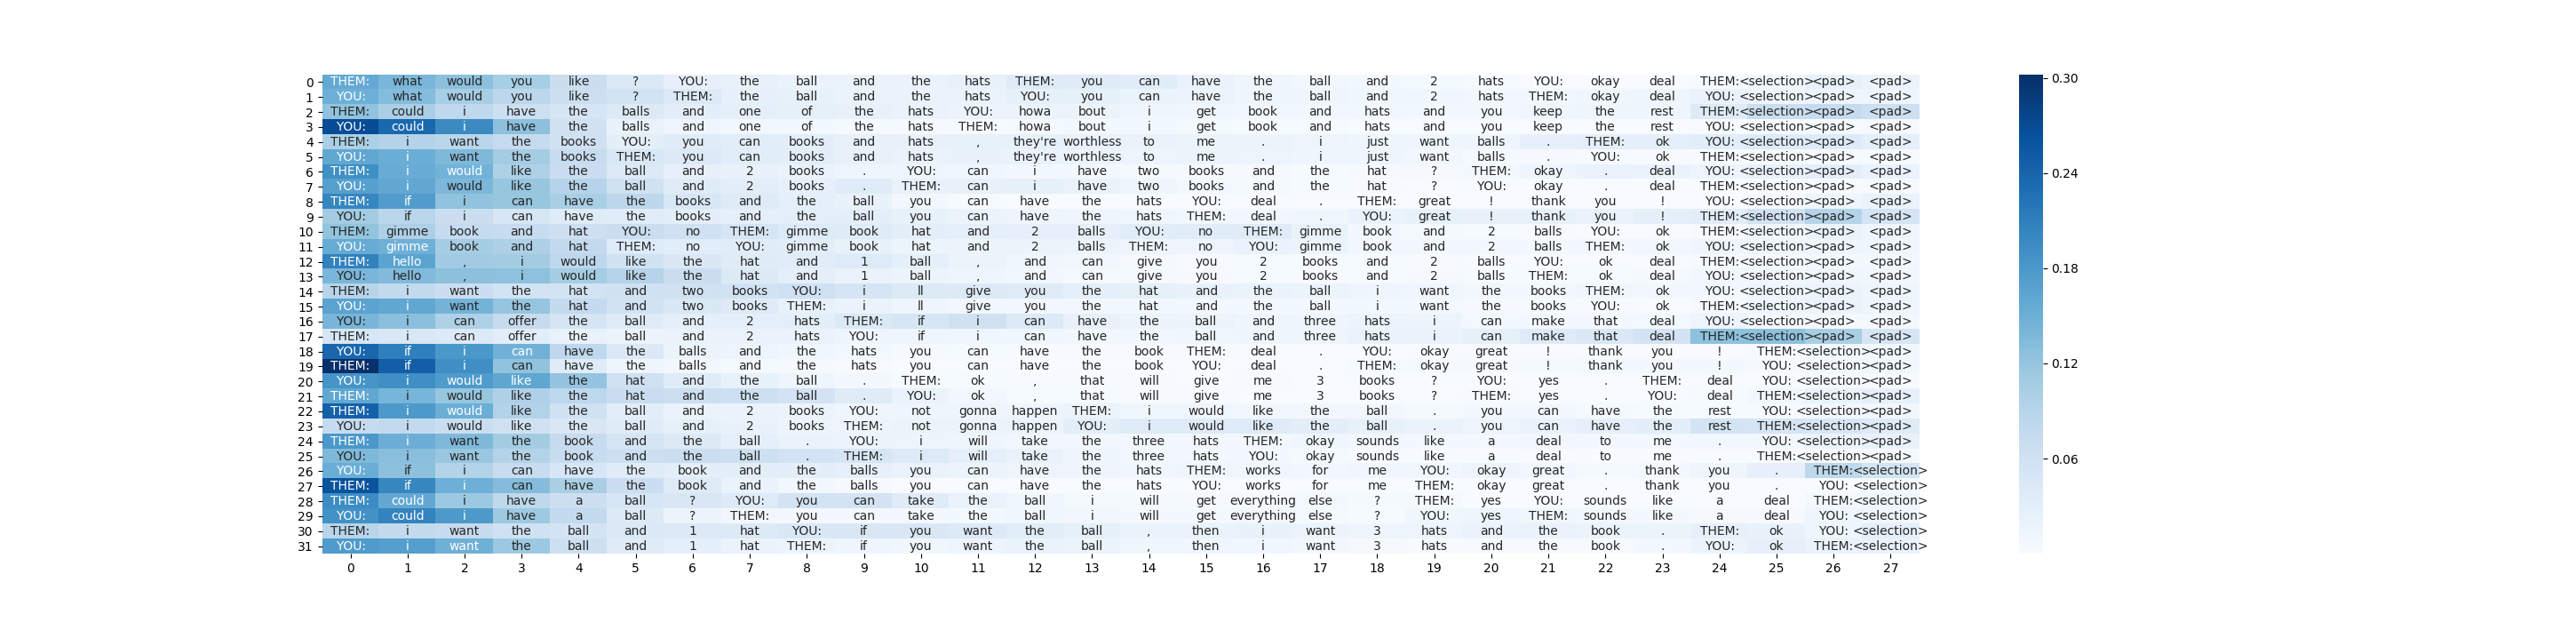 0 THEM: what would you like ? YOU: the ball and the hats THEM: you can have the ball and 2 hats YOU: okay deal THEM: <selection> <pad> <pad> 0.30
1 YOU: what would you like ? THEM: the ball and the hats YOU: you can have the ball and 2 hats THEM: okay deal YOU: <selection> <pad> <pad>
2 THEM: could i have the balls and one of the hats YOU: howa bout i get book and hats and you keep the rest THEM: <selection> <pad> <pad>
3 YOU: could i have the balls and one of the hats THEM: howa bout i get book and hats and you keep the rest YOU: <selection> <pad> <pad>
4 THEM: i want the books YOU: you can books and hats , they're worthless to me . i just want balls . THEM: ok YOU: <selection> <pad> <pad>
5 YOU: i want the books THEM: you can books and hats , they're worthless to me . i just want balls . YOU: ok THEM: <selection> <pad> <pad>
6 THEM: i would like the ball and 2 books . YOU: can i have two books and the hat ? THEM: okay . deal YOU: <selection> <pad> <pad> 0.24
7 YOU: i would like the ball and 2 books . THEM: can i have two books and the hat ? YOU: okay . deal THEM: <selection> <pad> <pad>
8 THEM: if i can have the books and the ball you can have the hats YOU: deal . THEM: great ! thank you ! YOU: <selection> <pad> <pad>
9 YOU: if i can have the books and the ball you can have the hats THEM: deal . YOU: great ! thank you ! THEM: <selection> <pad> <pad>
10 THEM: gimme book and hat YOU: no THEM: gimme book hat and 2 balls YOU: no THEM: gimme book and 2 balls YOU: ok THEM: <selection> <pad> <pad>
11 YOU: gimme book and hat THEM: no YOU: gimme book hat and 2 balls THEM: no YOU: gimme book and 2 balls THEM: ok YOU: <selection> <pad> <pad>
12 THEM: hello , i would like the hat and 1 ball , and can give you 2 books and 2 balls YOU: ok deal THEM: <selection> <pad> <pad> 0.18
13 YOU: hello , i would like the hat and 1 ball , and can give you 2 books and 2 balls THEM: ok deal YOU: <selection> <pad> <pad>
14 THEM: i want the hat and two books YOU: i ll give you the hat and the ball i want the books THEM: ok YOU: <selection> <pad> <pad>
15 YOU: i want the hat and two books THEM: i ll give you the hat and the ball i want the books YOU: ok THEM: <selection> <pad> <pad>
16 YOU: i can offer the ball and 2 hats THEM: if i can have the ball and three hats i can make that deal YOU: <selection> <pad> <pad>
17 THEM: i can offer the ball and 2 hats YOU: if i can have the ball and three hats i can make that deal THEM: <selection> <pad> <pad>
18 YOU: if i can have the balls and the hats you can have the book THEM: deal . YOU: okay great ! thank you ! THEM: <selection> <pad>
19 THEM: if i can have the balls and the hats you can have the book YOU: deal . THEM: okay great ! thank you ! YOU: <selection> <pad> 0.12
20 YOU: i would like the hat and the ball . THEM: ok , that will give me 3 books ? YOU: yes . THEM: deal YOU: <selection> <pad>
21 THEM: i would like the hat and the ball . YOU: ok , that will give me 3 books ? THEM: yes . YOU: deal THEM: <selection> <pad>
22 THEM: i would like the ball and 2 books YOU: not gonna happen THEM: i would like the ball . you can have the rest YOU: <selection> <pad>
23 YOU: i would like the ball and 2 books THEM: not gonna happen YOU: i would like the ball . you can have the rest THEM: <selection> <pad>
24 THEM: i want the book and the ball . YOU: i will take the three hats THEM: okay sounds like a deal to me . YOU: <selection> <pad>
25 YOU: i want the book and the ball . THEM: i will take the three hats YOU: okay sounds like a deal to me . THEM: <selection> <pad> 0.06
26 YOU: if i can have the book and the balls you can have the hats THEM: works for me YOU: okay great . thank you . THEM: <selection>
27 THEM: if i can have the book and the balls you can have the hats YOU: works for me THEM: okay great . thank you . YOU: <selection>
28 THEM: could i have a ball ? YOU: you can take the ball i will get everything else ? THEM: yes YOU: sounds like a deal THEM: <selection>
29 YOU: could i have a ball ? THEM: you can take the ball i will get everything else ? YOU: yes THEM: sounds like a deal YOU: <selection>
30 THEM: i want the ball and 1 hat YOU: if you want the ball , then i want 3 hats and the book . THEM: ok YOU: <selection>
31 YOU: i want the ball and 1 hat THEM: if you want the ball , then i want 3 hats and the book . YOU: ok THEM: <selection>
0 1 2 3 4 5 6 7 8 9 10 11 12 13 14 15 16 17 18 19 20 21 22 23 24 25 26 27